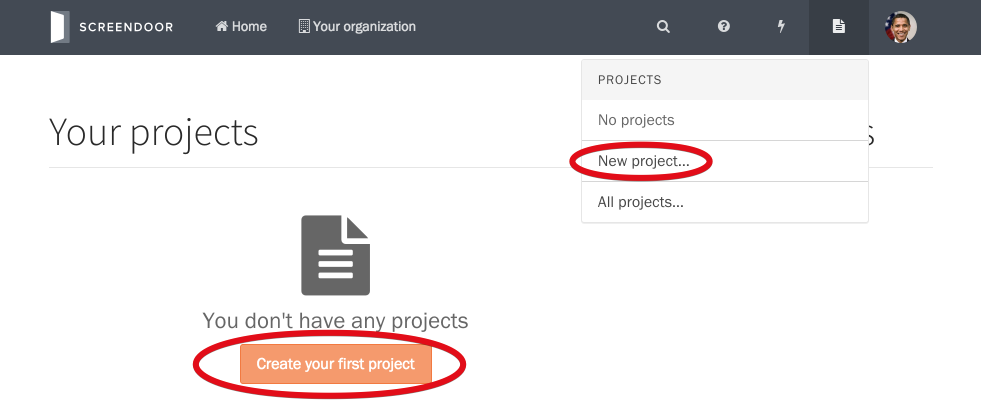 SCREENDOOR
Home
Your organization
PROJECTS
No projects
New project...
All projects...
Your projects
You don't have any projects
Create your first project